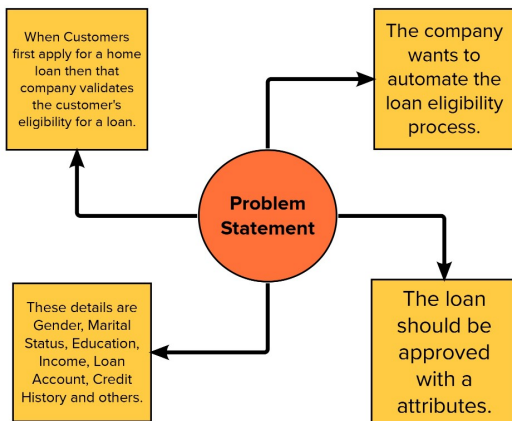 When Customers
first apply for a home
loan then that
company validates
the customer's
eligibility for a loan.
The company
wants to
automate the
loan eligibility
process.
Problem
Statement
These details are
Gender, Marital
Status, Education,
Income, Loan
Account, Credit
History and others.
The loan
should be
approved
with a
attributes.